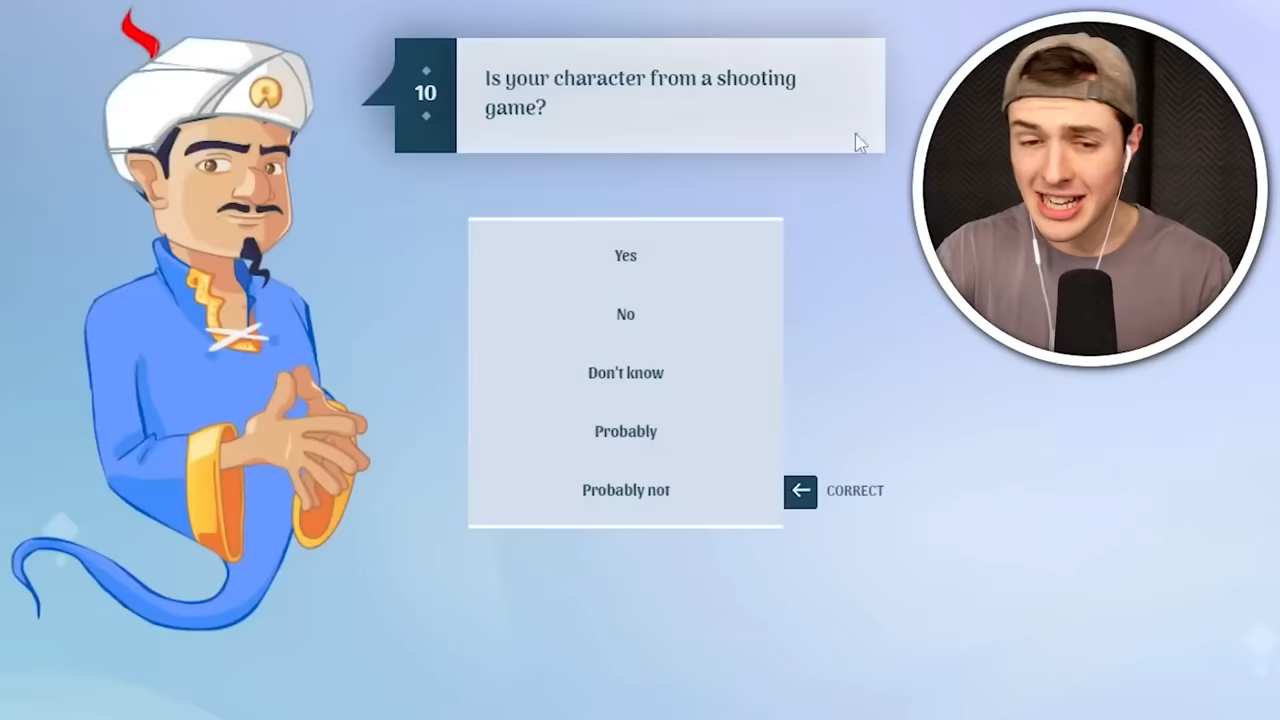 10
Is your character from a shooting
game?
Yes
No
Don't know
Probably
Probably not
CORRECT